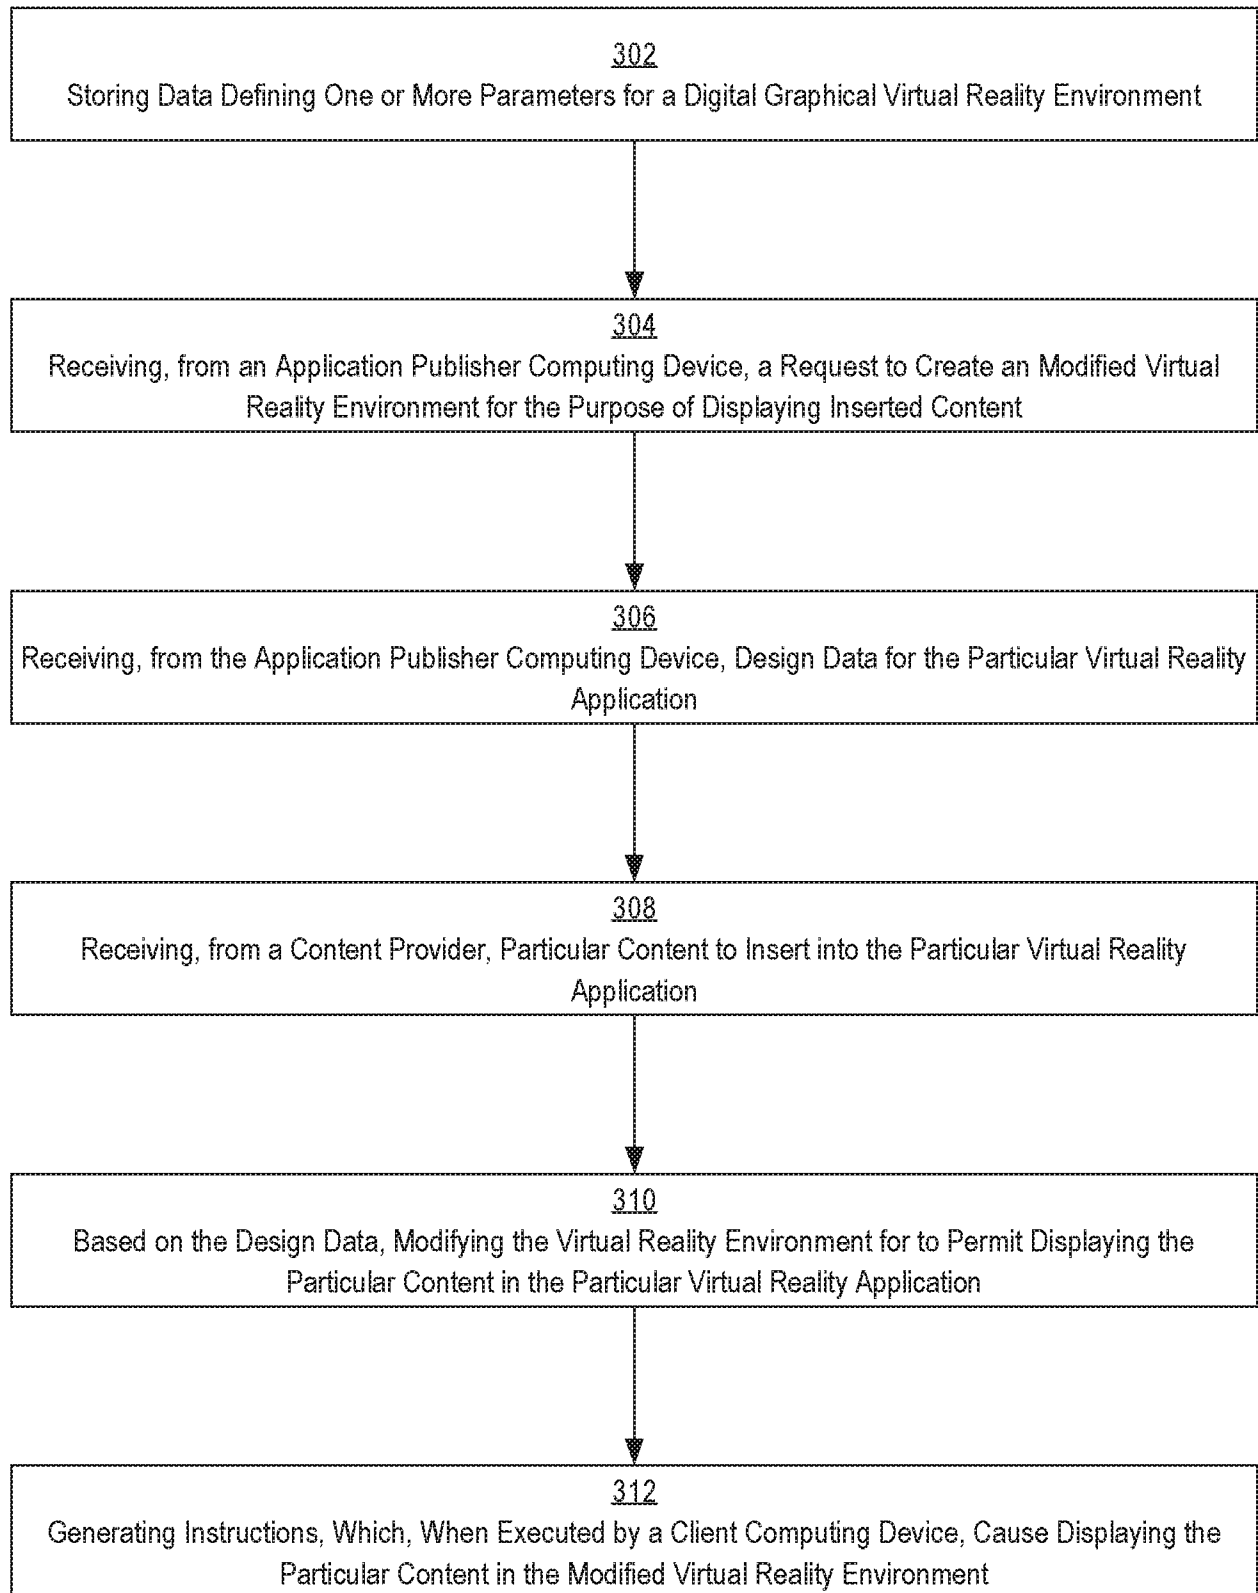 302
Storing Data Defining One or More Parameters for a Digital Graphical Virtual Reality Environment
304
Receiving, from an Application Publisher Computing Device, a Request to Create an Modified Virtual
Reality Environment for the Purpose of Displaying Inserted Content
306
Receiving, from the Application Publisher Computing Device, Design Data for the Particular Virtual Reality
Application
308
Receiving, from a Content Provider, Particular Content to Insert into the Particular Virtual Reality
Application
310
Based on the Design Data, Modifying the Virtual Reality Environment for to Permit Displaying the
Particular Content in the Particular Virtual Reality Application
312
Generating Instructions, Which, When Executed by a Client Computing Device, Cause Displaying the
Particular Content in the Modified Virtual Reality Environment